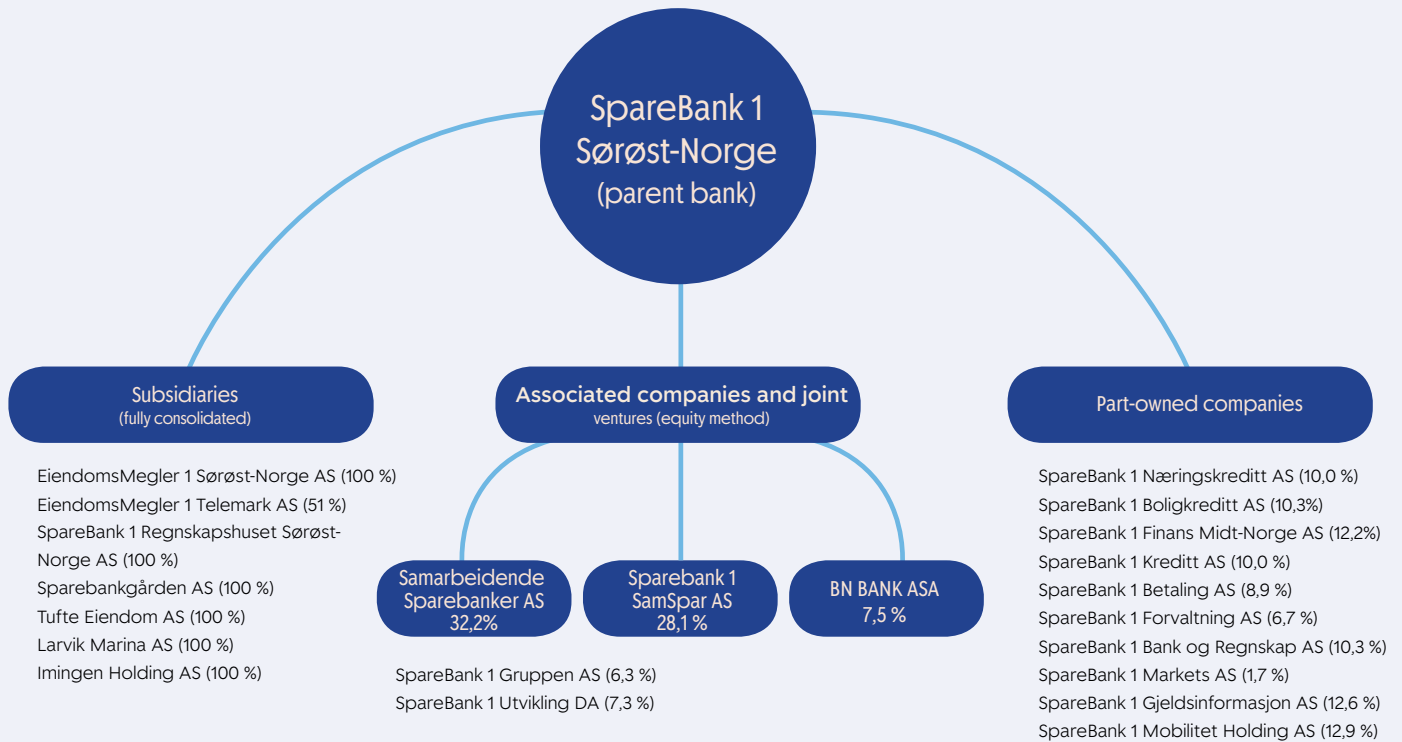 SpareBank 1
Sørøst-Norge
(parent bank)
Subsidiaries
(fully consolidated)
EiendomsMegler 1 Sørøst-Norge AS (100 %)
EiendomsMegler 1 Telemark AS (51 %)
SpareBank 1 Regnskapshuset Sørøst-
Norge AS (100 %)
Sparebankgården AS (100 %)
Tufte Eiendom AS (100 %)
Larvik Marina AS (100 %)
Imingen Holding AS (100 %)
Associated companies and joint
ventures (equity method)
Samarbeidende
Sparebanker AS
32,2%
Sparebank 1
SamSpar AS
28,1 %
BN BANK ASA
7,5 %
SpareBank 1 Gruppen AS (6,3 %)
SpareBank 1 Utvikling DA (7,3 %)
Part-owned companies
SpareBank 1 Næringskreditt AS (10,0 %)
SpareBank 1 Boligkreditt AS (10,3%)
SpareBank 1 Finans Midt-Norge AS (12,2%)
SpareBank 1 Kreditt AS (10,0 %)
SpareBank 1 Betaling AS (8,9 %)
SpareBank 1 Forvaltning AS (6,7 %)
SpareBank 1 Bank og Regnskap AS (10,3 %)
SpareBank 1 Markets AS (1,7 %)
SpareBank 1 Gjeldsinformasjon AS (12,6 %)
SpareBank 1 Mobilitet Holding AS (12,9 %)